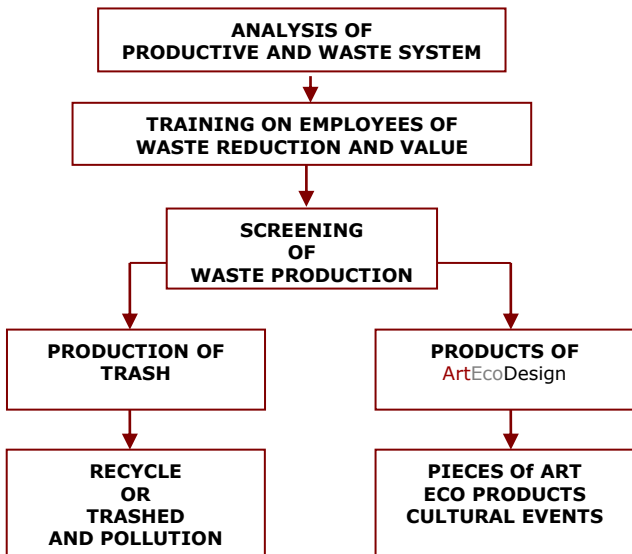 ANALYSIS OF
PRODUCTIVE AND WASTE SYSTEM
TRAINING ON EMPLOYEES OF
WASTE REDUCTION AND VALUE
SCREENING
OF
WASTE PRODUCTION
PRODUCTION OF
TRASH
PRODUCTS OF
ArtEcoDesign
RECYCLE
OR
TRASHED
AND POLLUTION
PIECES Of ART
ECO PRODUCTS
CULTURAL EVENTS